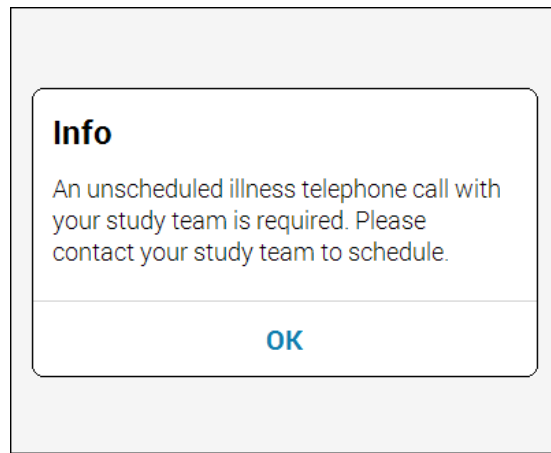 Info
An unscheduled illness telephone call with
your study team is required. Please
contact your study team to schedule.
OK